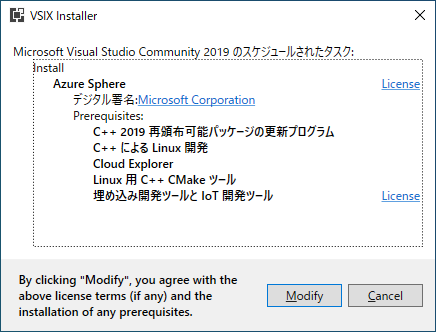 VSIX Installer
Microsoft Visual Studio Community 2019 のスケジュールされたタスク:
Install
Azure Sphere License
デジタル署名:Microsoft Corporation
Prerequisites:
C++ 2019 再頒布可能パッケージの更新プログラム
C++ による Linux 開発
Cloud Explorer
Linux 用 C++ CMake ツール
埋め込み開発ツールと IoT 開発ツール License
By clicking "Modify", you agree with the
above license terms (if any) and the
installation of any prerequisites.
Modify Cancel